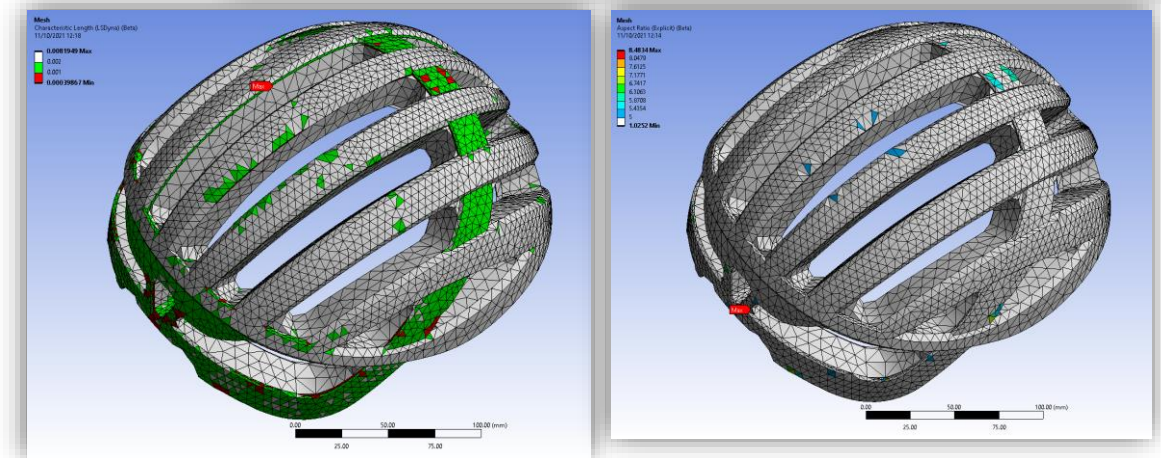 Mesh
Characteristic Length (LSDyna) (Beta)
11/10/2021 12:18
0.0081949 Max
0.002
0.001
0.00039867 Min
Max
0.00
50.00
100.00 (mm)
25.00
75.00
Mesh
Aspect Ratio (Explicit) (Beta)
11/10/2021 12:14
8.4834 Max
8.0479
7.6125
7.1771
6.7417
6.3063
5.8708
5.4354
5
1.0252 Min
Max
0.00
50.00
100.00 (mm)
25.00
75.00